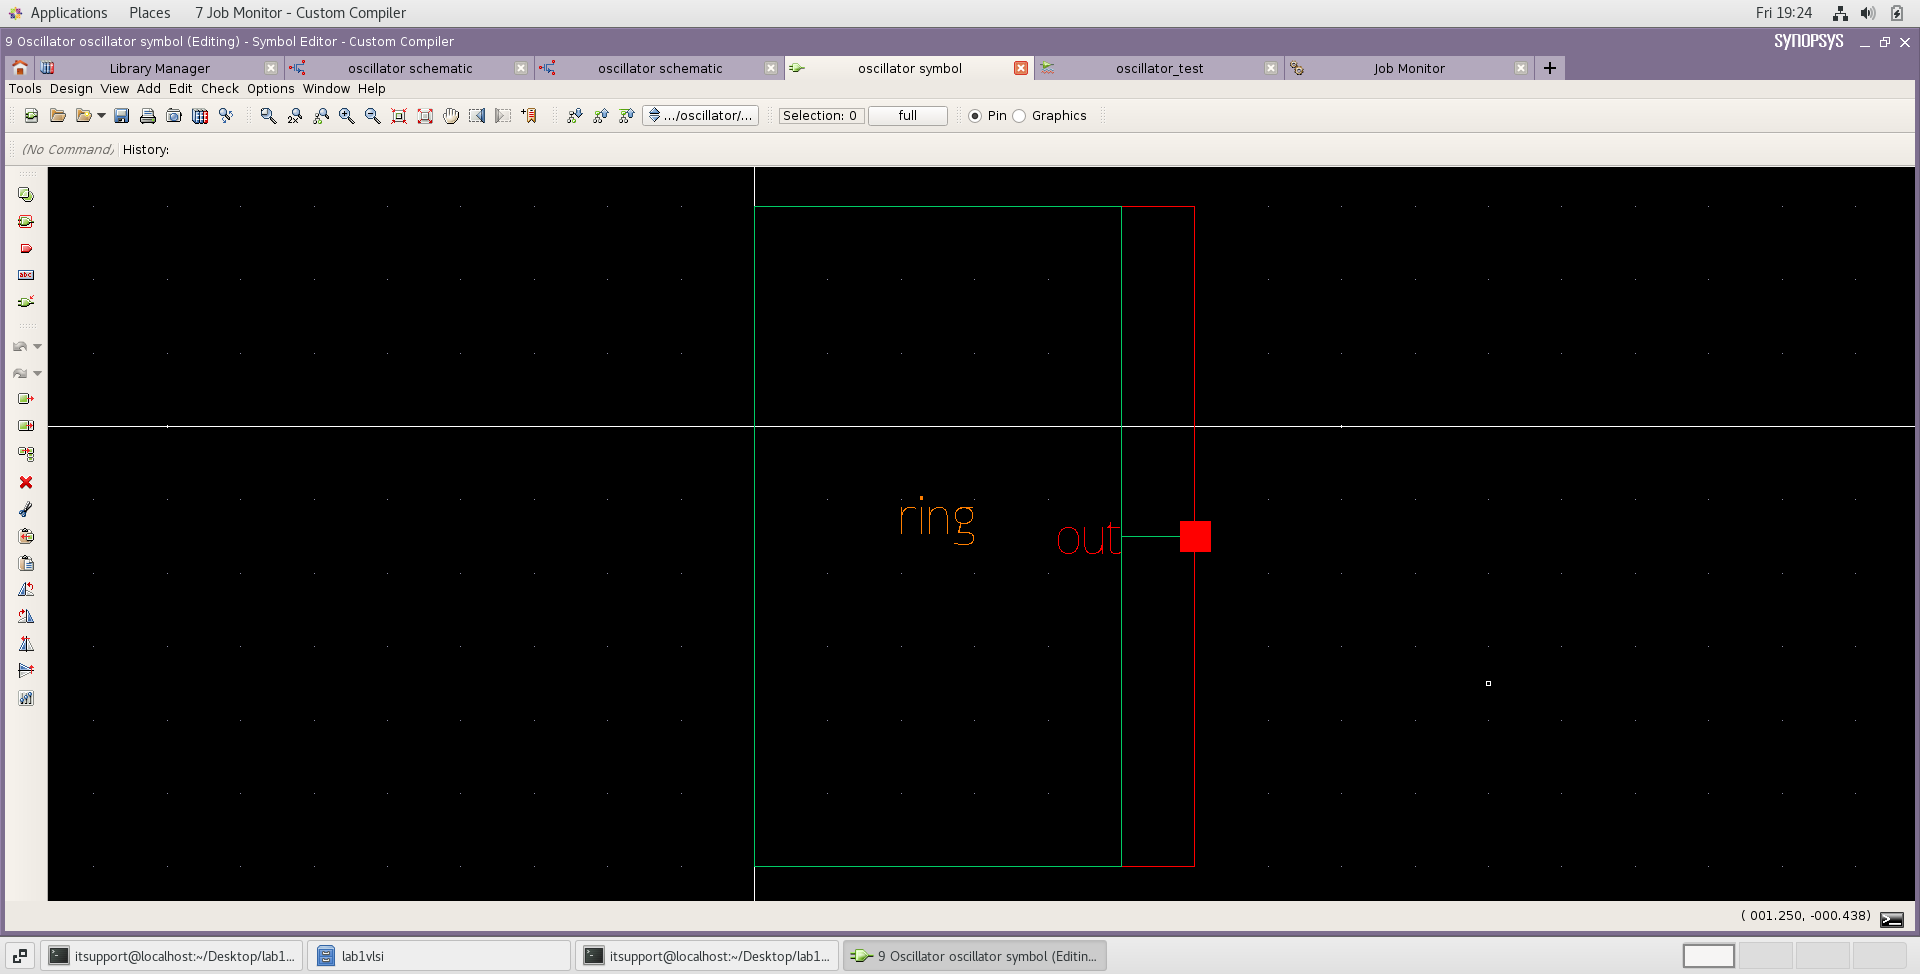 Applications Places 7 Job Monitor - Custom Compiler Fri 19:24
9 Oscillator oscillator symbol (Editing) - Symbol Editor - Custom Compiler SYNOPSYS
Library Manager oscillator schematic oscillator schematic oscillator symbol oscillator_test Job Monitor
Tools Design View Add Edit Check Options Window Help
.../oscillator/... Selection: 0 full Pin Graphics
(No Command) History:
abc
ring
out
( 001.250, -000.438)
itsupport@localhost:~/Desktop/lab1... lab1vlsi itsupport@localhost:~/Desktop/lab1... 9 Oscillator oscillator symbol (Editin...